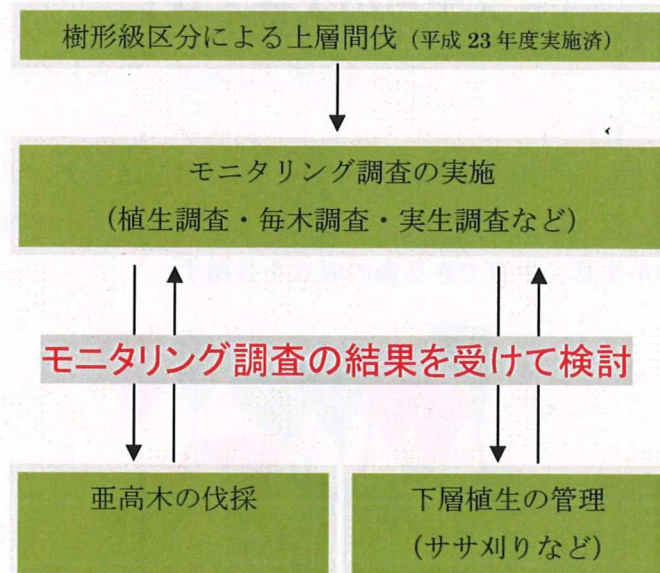 樹形級区分による上層間伐（平成 23 年度実施済）
モニタリング調査の実施
（植生調査・毎木調査・実生調査など）
モニタリング調査の結果を受けて検討
亜高木の伐採
下層植生の管理
（ササ刈りなど）